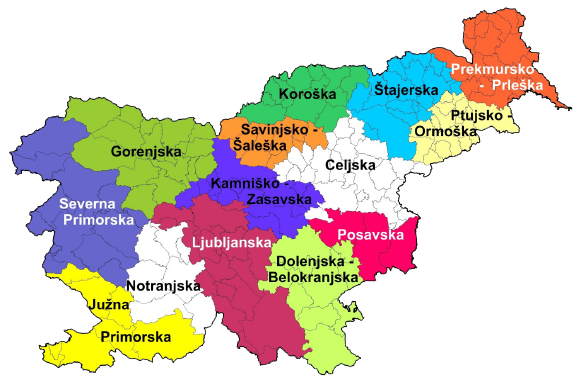 Prekmursko
- Prleška
Koroška
Štajerska
Ptujsko -
Ormoška
Savinjsko -
Šaleška
Gorenjska
Celjska
Kamniško -
Zasavska
Severna
Primorska
Ljubljanska
Posavska
Dolenjska -
Belokranjska
Notranjska
Južna
Primorska